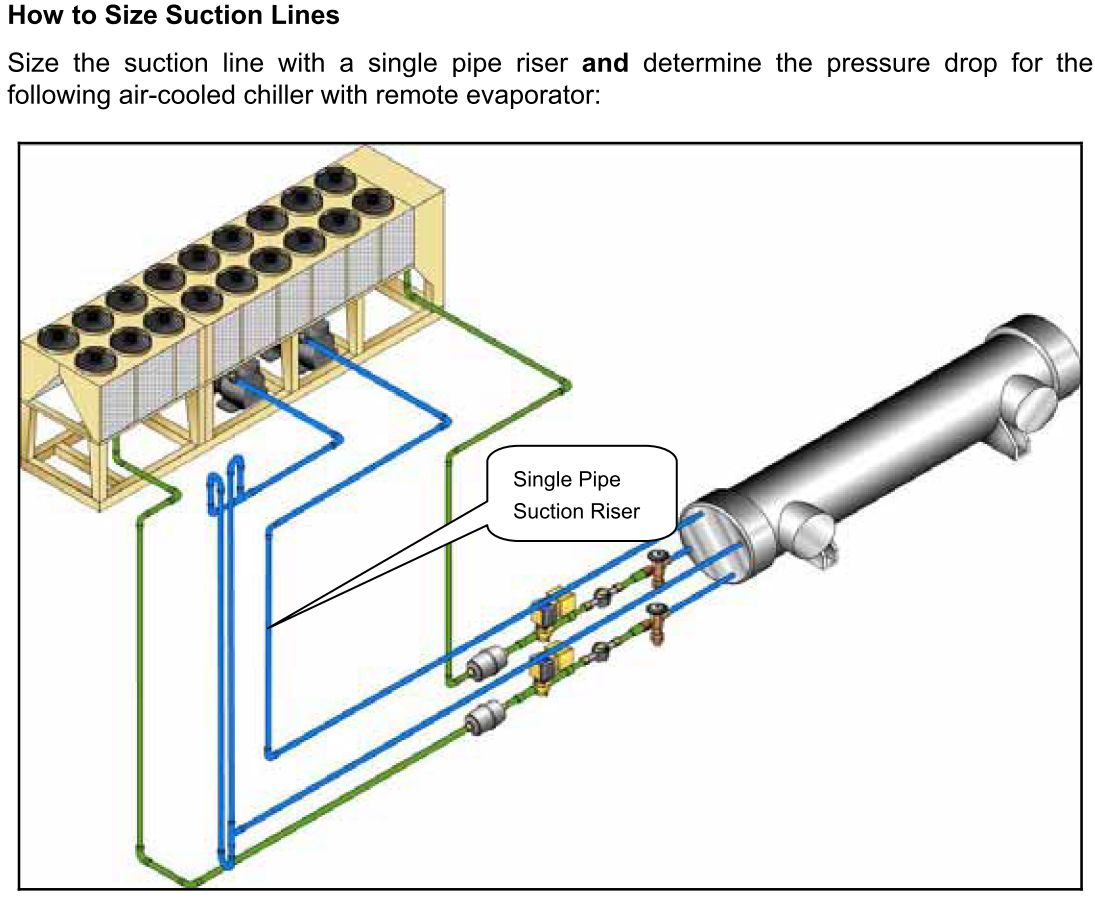 How to Size Suction Lines
Size the suction line with a single pipe riser and determine the pressure drop for the
following air-cooled chiller with remote evaporator:
Single Pipe
Suction Riser